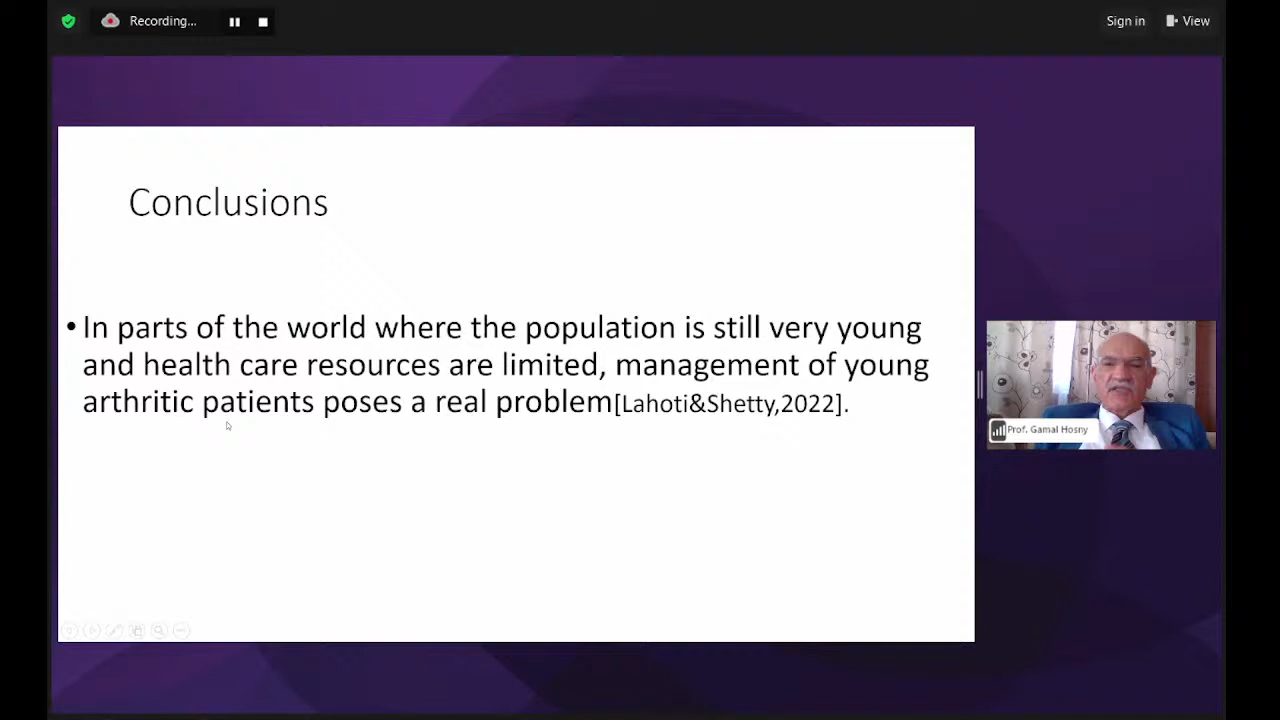 Recording...
Sign in
View
Conclusions
• In parts of the world where the population is still very young
and health care resources are limited, management of young
arthritic patients poses a real problem[Lahoti&Shetty,2022].
Prof. Gamal Hosny